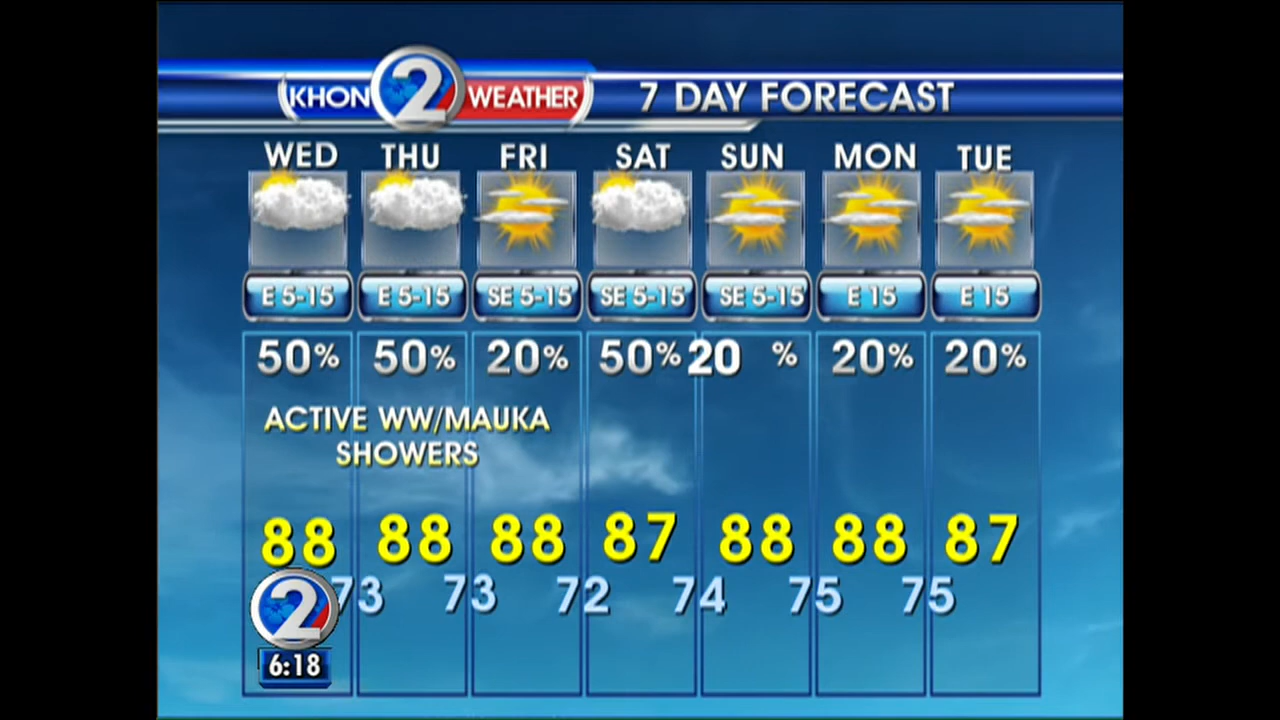 KHON 2 WEATHER 7 DAY FORECAST
WED THU FRI SAT SUN MON TUE
E 5-15 E 5-15 SE 5-15 SE 5-15 SE 5-15 E 15 E 15
50% 50% 20% 50% 20 % 20% 20%
ACTIVE WW/MAUKA
SHOWERS
88 88 88 87 88 88 87
73 73 72 74 75 75
2
6:18